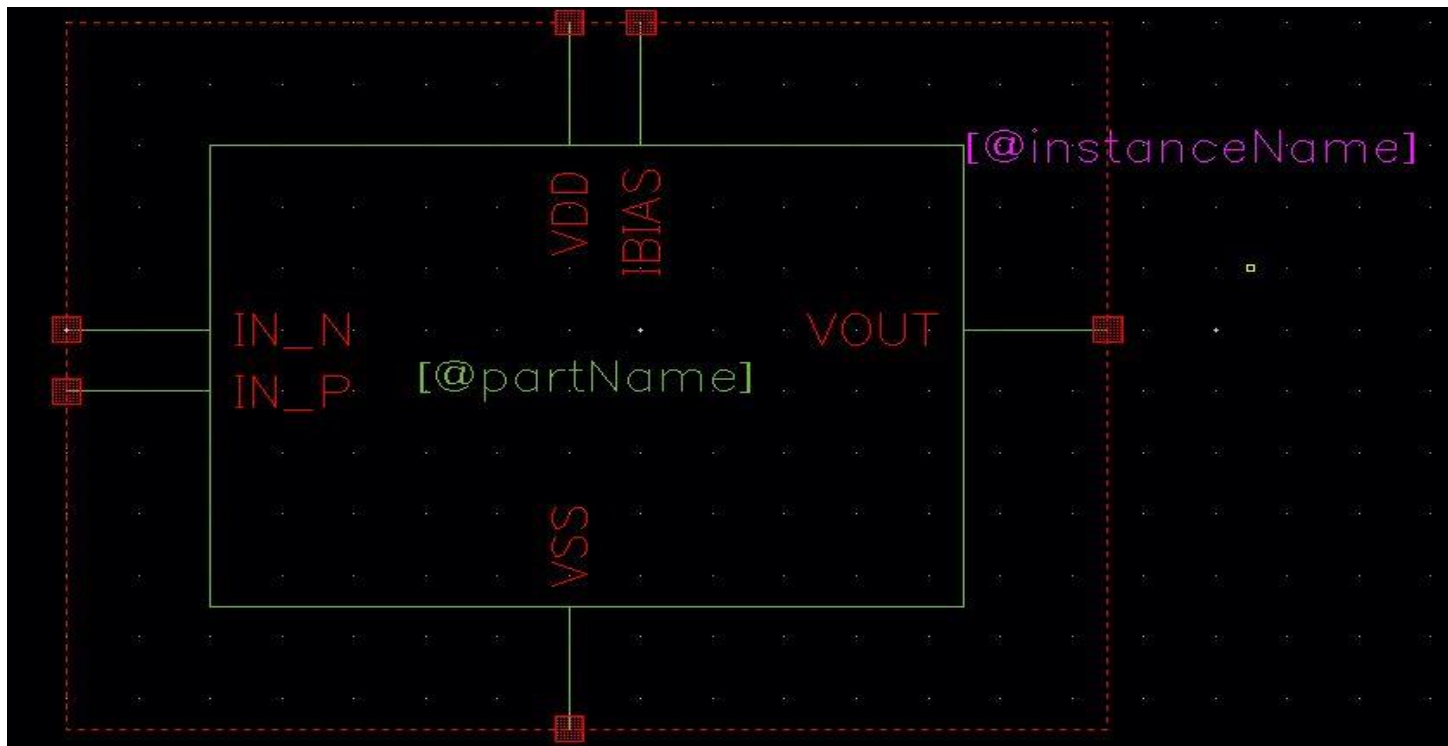 [@instanceName]
VDD
IBIAS
IN_N
VOUT
IN_P
[@partName]
VSS